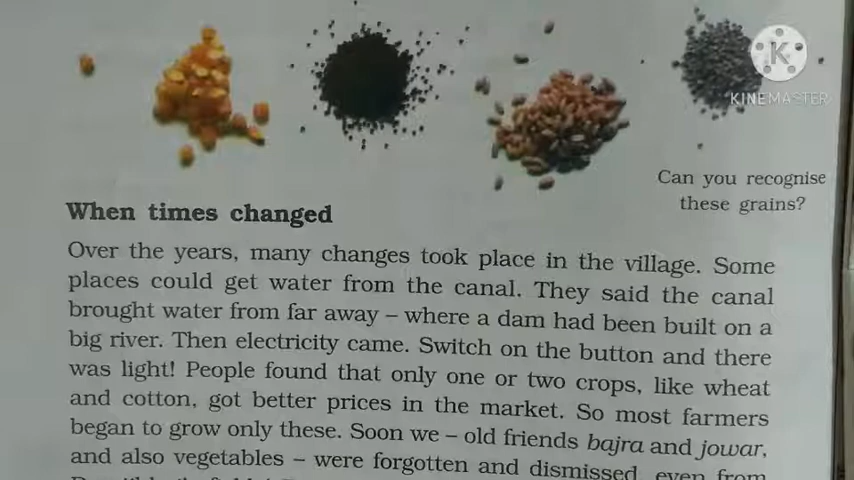 K
KINEMASTER
Can you recognise
these grains?
When times changed
Over the years, many changes took place in the village. Some
places could get water from the canal. They said the canal
brought water from far away – where a dam had been built on a
big river. Then electricity came. Switch on the button and there
was light! People found that only one or two crops, like wheat
and cotton, got better prices in the market. So most farmers
began to grow only these. Soon we – old friends bajra and jowar,
and also vegetables – were forgotten and dismissed, even from